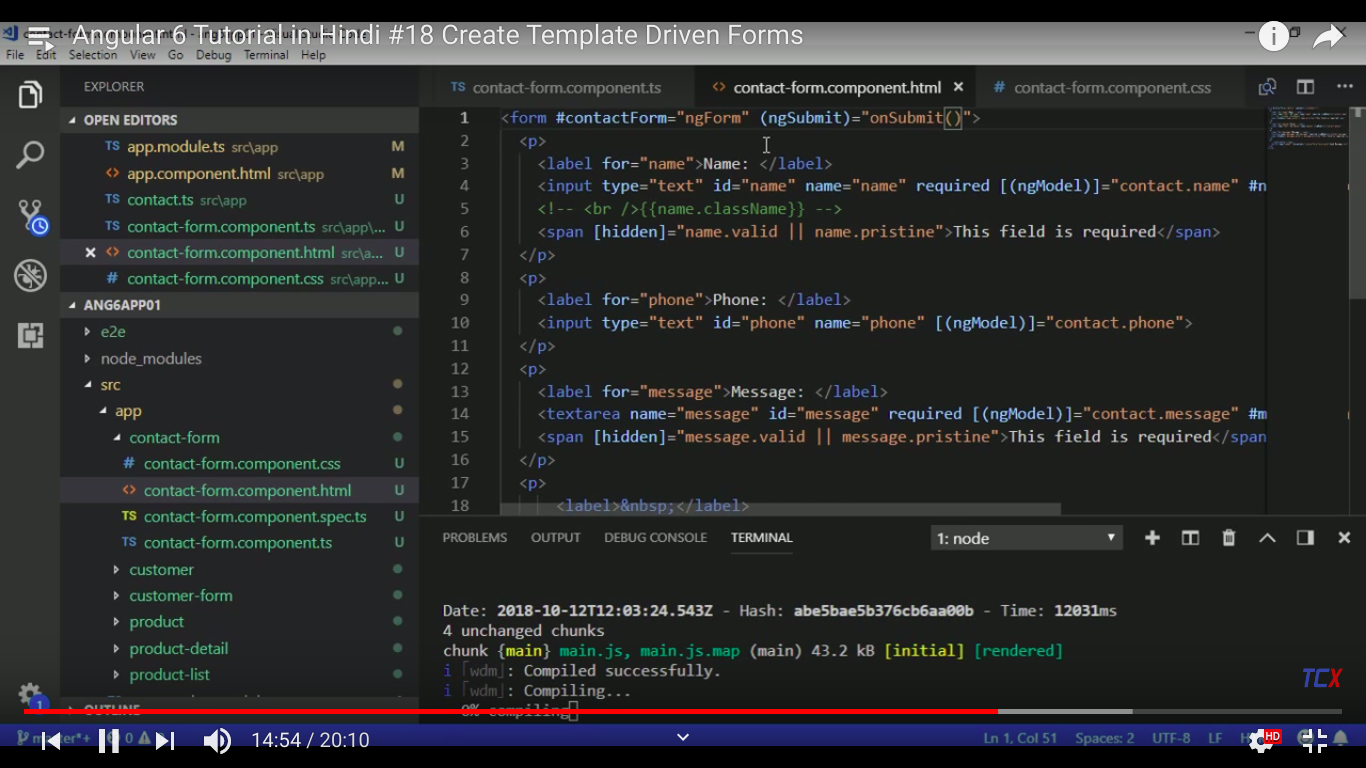 Angular 6 Tutorial in Hindi #18 Create Template Driven Forms
File Edit Selection View Go Debug Terminal Help
EXPLORER
OPEN EDITORS
TS app.module.ts src\app M
<> app.component.html src\app M
TS contact.ts src\app U
TS contact-form.component.ts src\app\... U
<> contact-form.component.html src\a... U
# contact-form.component.css src\app... U
ANG6APP01
e2e
node_modules
src
app
contact-form
# contact-form.component.css U
<> contact-form.component.html U
TS contact-form.component.spec.ts U
TS contact-form.component.ts U
customer
customer-form
product
product-detail
product-list
OUTLINE
TS contact-form.component.ts <> contact-form.component.html × # contact-form.component.css
1 <form #contactForm="ngForm" (ngSubmit)="onSubmit()">
2 <p>
3 <label for="name">Name: </label>
4 <input type="text" id="name" name="name" required [(ngModel)]="contact.name" #n
5 <!-- <br />{{name.className}} -->
6 <span [hidden]="name.valid || name.pristine">This field is required</span>
7 </p>
8 <p>
9 <label for="phone">Phone: </label>
10 <input type="text" id="phone" name="phone" [(ngModel)]="contact.phone">
11 </p>
12 <p>
13 <label for="message">Message: </label>
14 <textarea name="message" id="message" required [(ngModel)]="contact.message" #m
15 <span [hidden]="message.valid || message.pristine">This field is required</span
16 </p>
17 <p>
18 <label>&nbsp;</label>
PROBLEMS OUTPUT DEBUG CONSOLE TERMINAL 1: node
Date: 2018-10-12T12:03:24.543Z - Hash: abe5bae5b376cb6aa00b - Time: 12031ms
4 unchanged chunks
chunk {main} main.js, main.js.map (main) 43.2 kB [initial] [rendered]
i ｢wdm｣: Compiled successfully.
i ｢wdm｣: Compiling...
0% compiling
TCX
1
14:54 / 20:10
Ln 1, Col 51 Spaces: 2 UTF-8 LF
HD